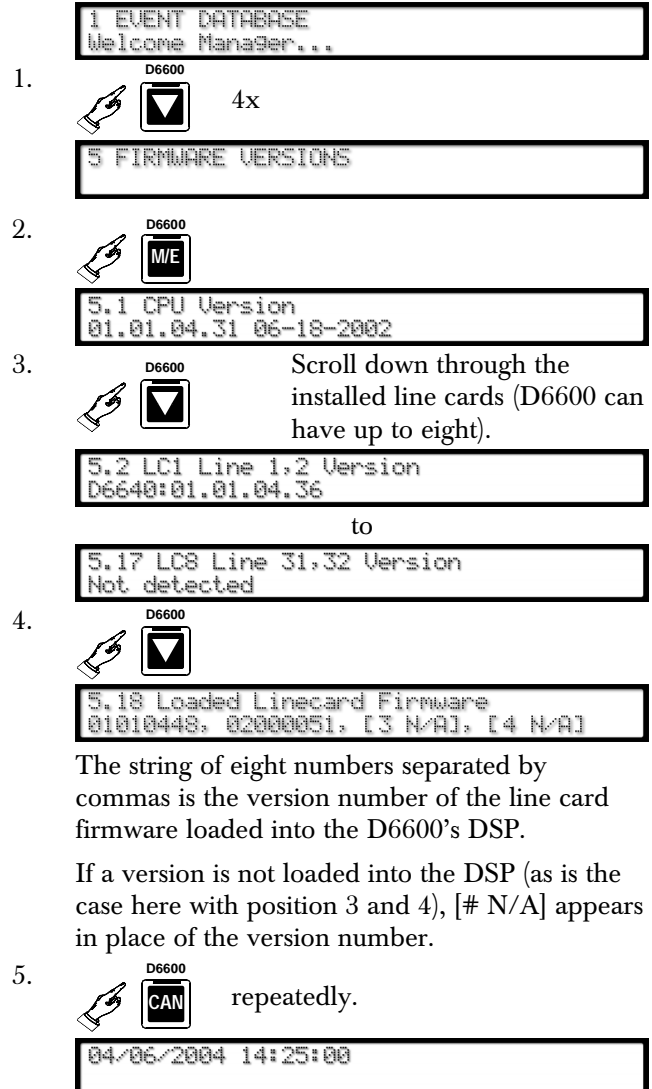 1 EVENT DATABASE
Welcome Manager...
1.
D6600
4x
5 FIRMWARE VERSIONS
2.
D6600
M/E
5.1 CPU Version
01.01.04.31 06-18-2002
3.
D6600
Scroll down through the
installed line cards (D6600 can
have up to eight).
5.2 LC1 Line 1,2 Version
D6640:01.01.04.36
to
5.17 LC8 Line 31,32 Version
Not detected
4.
D6600
5.18 Loaded Linecard Firmware
01010448, 02000051, [3 N/A], [4 N/A]
The string of eight numbers separated by
commas is the version number of the line card
firmware loaded into the D6600's DSP.
If a version is not loaded into the DSP (as is the
case here with position 3 and 4), [# N/A] appears
in place of the version number.
5.
D6600
CAN
repeatedly.
04/06/2004 14:25:00